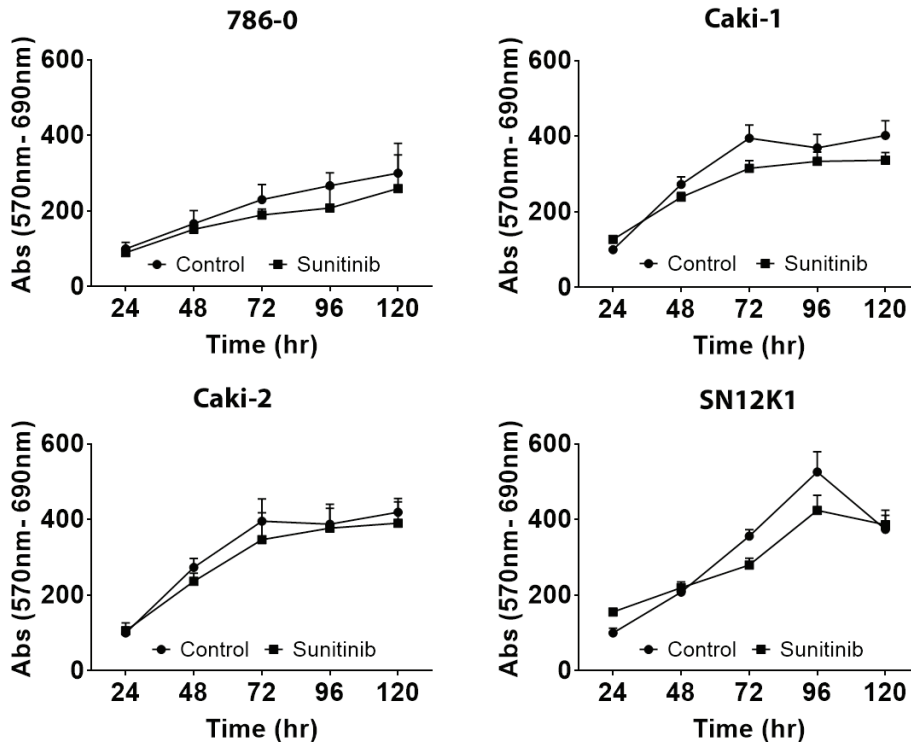 786-0
600
400
200
0
Abs (570nm- 690nm)
Control Sunitinib
24 48 72 96 120
Time (hr)
Caki-1
600
400
200
0
Abs (570nm- 690nm)
Control Sunitinib
24 48 72 96 120
Time (hr)
Caki-2
600
400
200
0
Abs (570nm- 690nm)
Control Sunitinib
24 48 72 96 120
Time (hr)
SN12K1
600
400
200
0
Abs (570nm- 690nm)
Control Sunitinib
24 48 72 96 120
Time (hr)